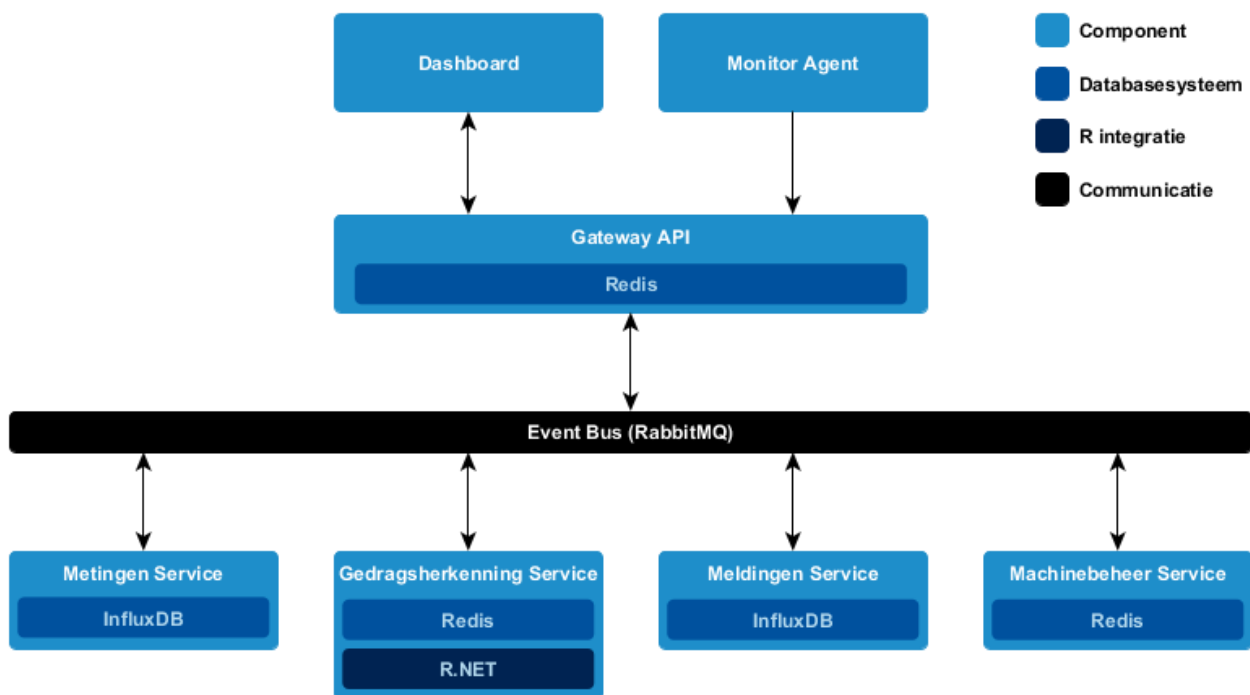 Dashboard
Monitor Agent
Component
Databasesysteem
R integratie
Communicatie
Gateway API
Redis
Event Bus (RabbitMQ)
Metingen Service
InfluxDB
Gedragsherkenning Service
Redis
R.NET
Meldingen Service
InfluxDB
Machinebeheer Service
Redis